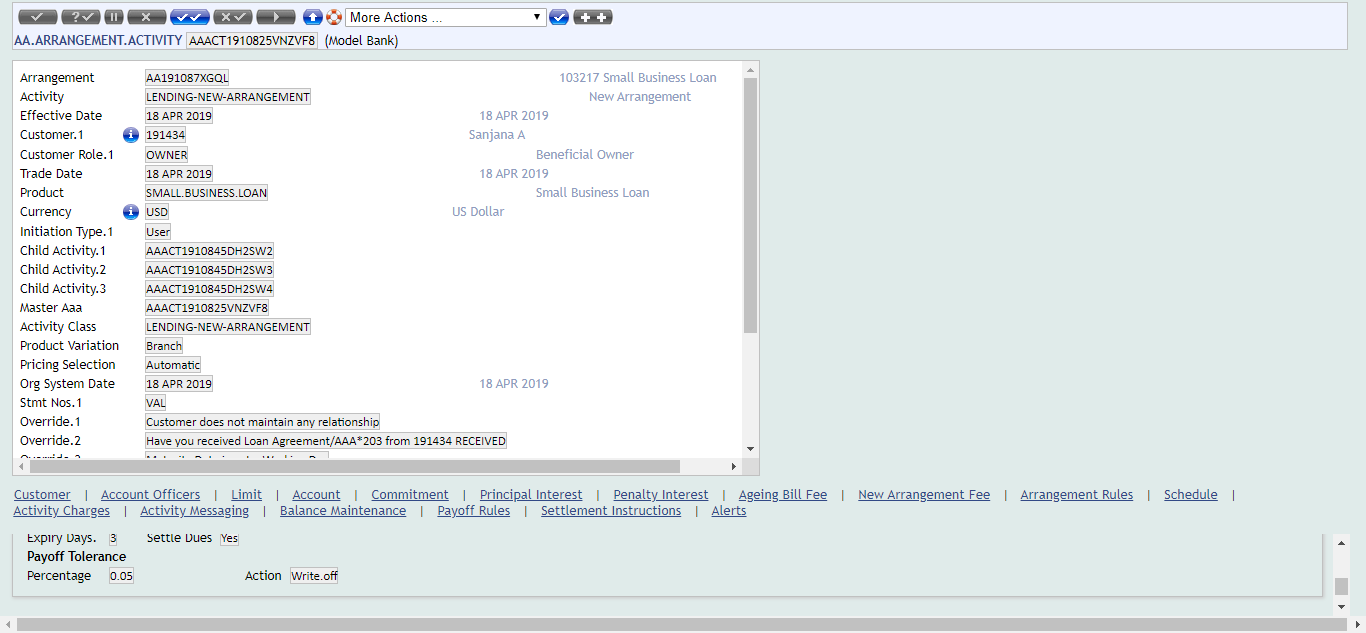 More Actions ...
AA.ARRANGEMENT.ACTIVITY AAACT1910825VNZVF8 (Model Bank)
Arrangement AA191087XGQL 103217 Small Business Loan
Activity LENDING-NEW-ARRANGEMENT New Arrangement
Effective Date 18 APR 2019 18 APR 2019
Customer.1 191434 Sanjana A
Customer Role.1 OWNER Beneficial Owner
Trade Date 18 APR 2019 18 APR 2019
Product SMALL.BUSINESS.LOAN Small Business Loan
Currency USD US Dollar
Initiation Type.1 User
Child Activity.1 AAACT1910845DH2SW2
Child Activity.2 AAACT1910845DH2SW3
Child Activity.3 AAACT1910845DH2SW4
Master Aaa AAACT1910825VNZVF8
Activity Class LENDING-NEW-ARRANGEMENT
Product Variation Branch
Pricing Selection Automatic
Org System Date 18 APR 2019 18 APR 2019
Stmt Nos.1 VAL
Override.1 Customer does not maintain any relationship
Override.2 Have you received Loan Agreement/AAA*203 from 191434 RECEIVED
Customer | Account Officers | Limit | Account | Commitment | Principal Interest | Penalty Interest | Ageing Bill Fee | New Arrangement Fee | Arrangement Rules | Schedule |
Activity Charges | Activity Messaging | Balance Maintenance | Payoff Rules | Settlement Instructions | Alerts
Expiry Days. 3 Settle Dues Yes
Payoff Tolerance
Percentage 0.05 Action Write.off